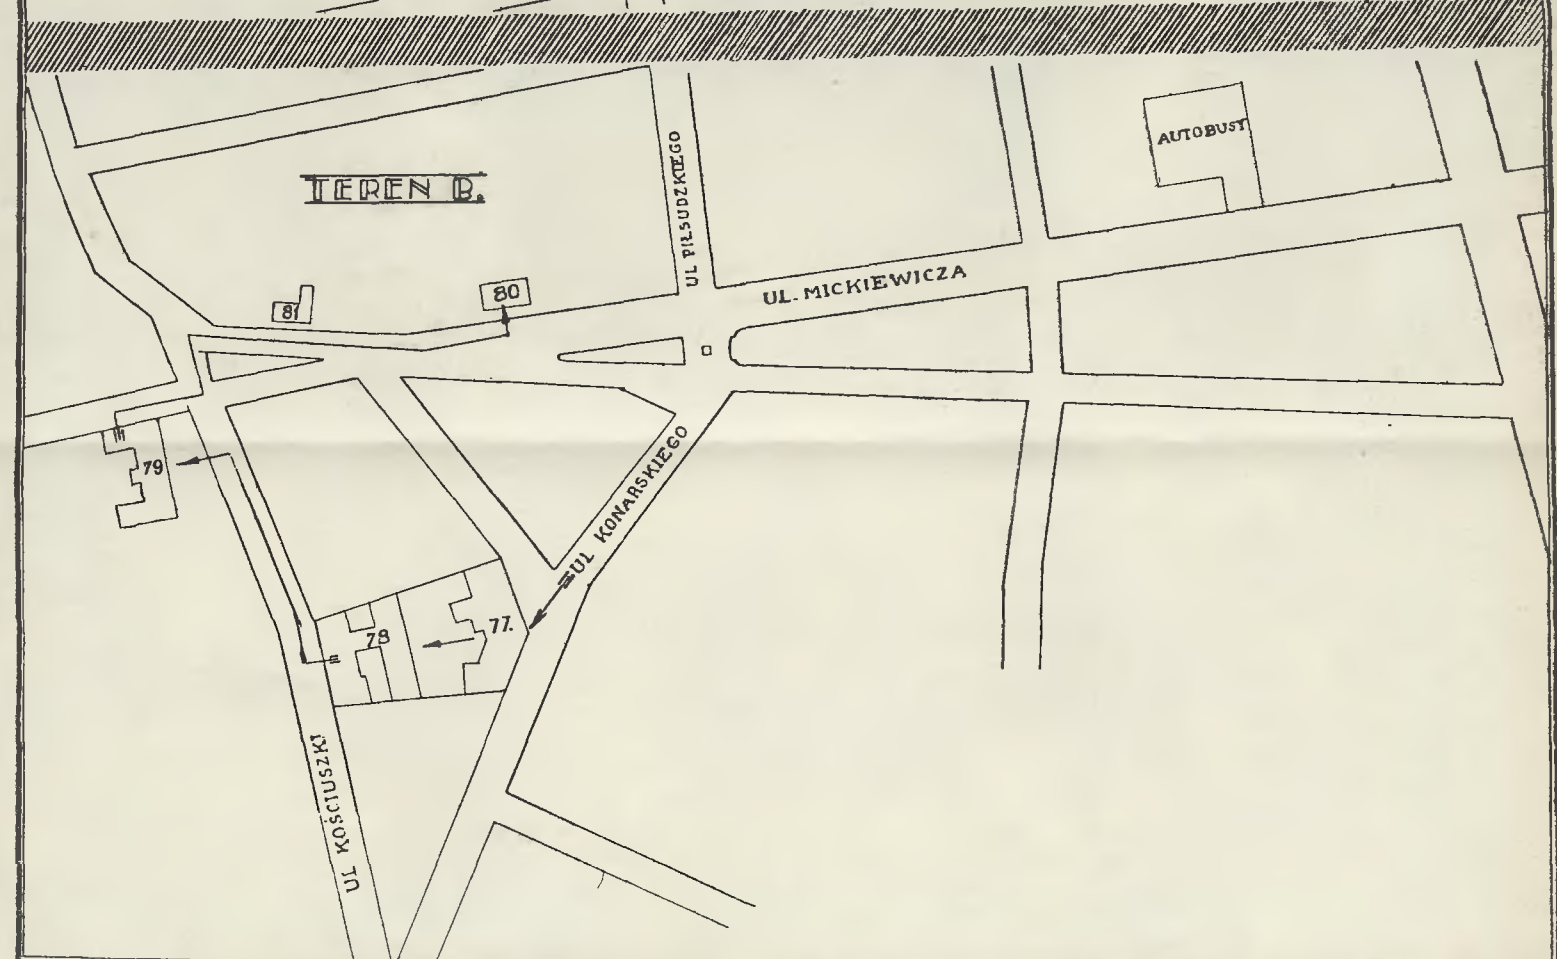 TEREN B.
AUTOBUSY
UL PIŁSUDZKIEGO
UL. MICKIEWICZA
81
80
79
UL KONARSKIEGO
78
77.
UL KOŚCIUSZKI